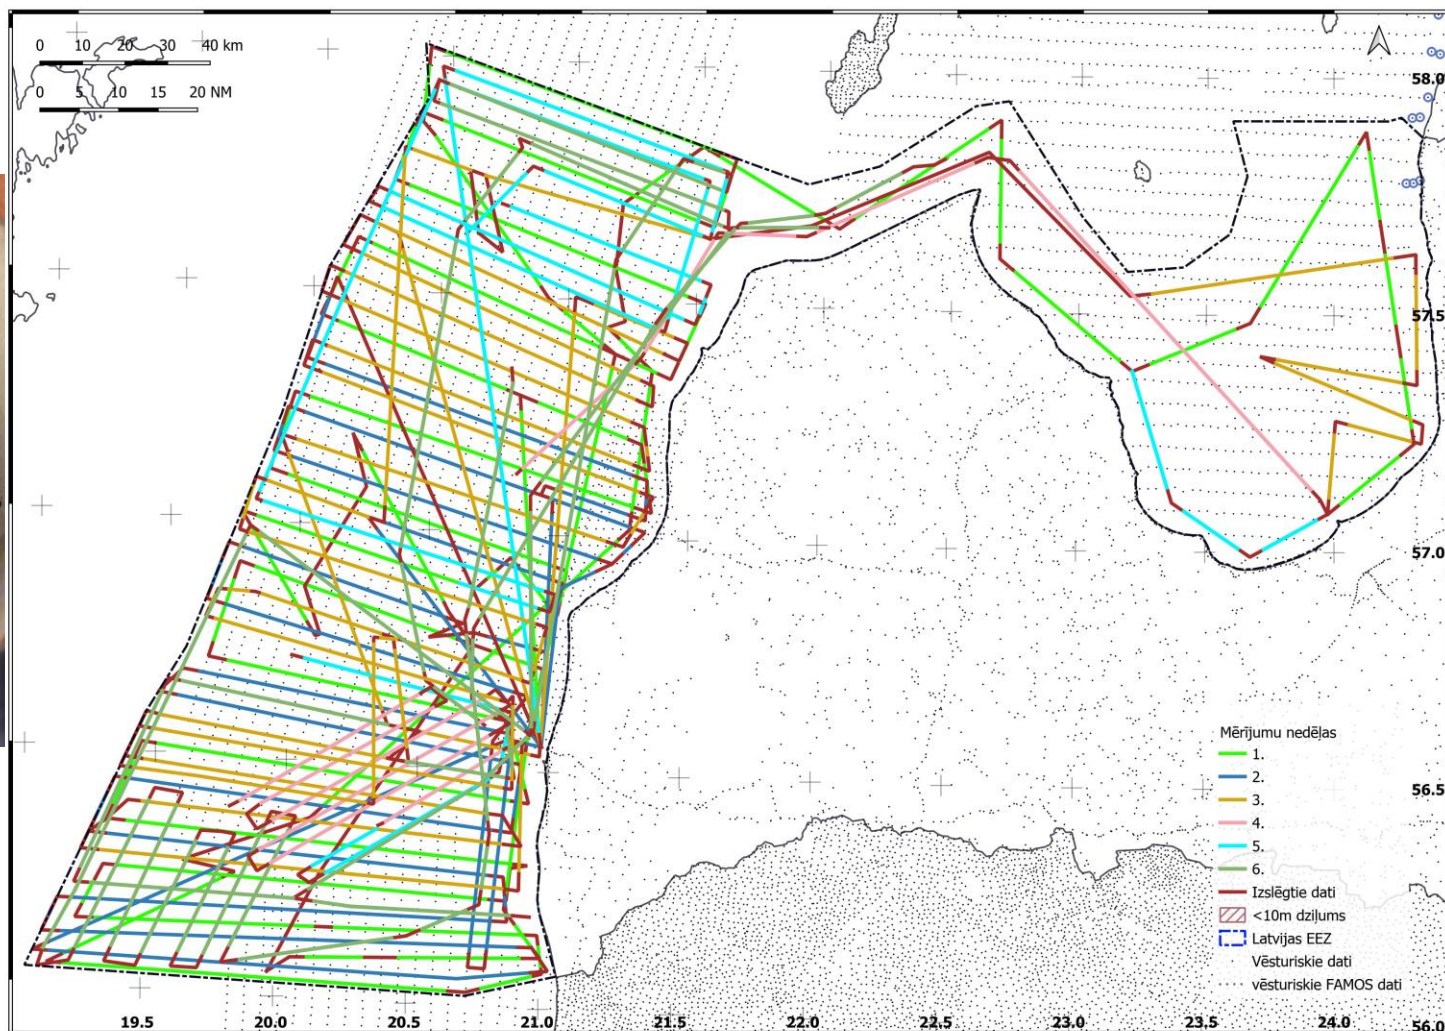 0 10 20 30 40 km
0 5 10 15 20 NM
58.0
57.5
57.0
56.5
56.0
Mērījumu nedēļas
1.
2.
3.
4.
5.
6.
Izslēgtie dati
<10m dziļums
Latvijas EEZ
Vēsturiskie dati
vēsturiskie FAMOS dati
19.5 20.0 20.5 21.0 21.5 22.0 22.5 23.0 23.5 24.0